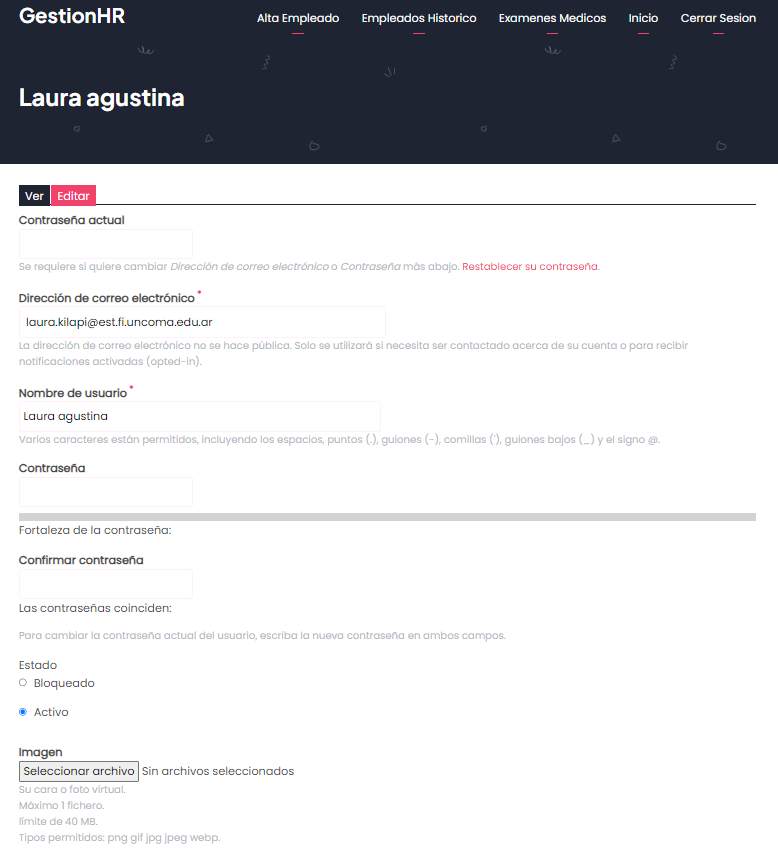 GestionHR
Alta Empleado Empleados Historico Examenes Medicos Inicio Cerrar Sesion
Laura agustina
Ver Editar
Contraseña actual
Se requiere si quiere cambiar Dirección de correo electrónico o Contraseña más abajo. Restablecer su contraseña.
Dirección de correo electrónico *
laura.kilapi@est.fi.uncoma.edu.ar
La dirección de correo electrónico no se hace pública. Solo se utilizará si necesita ser contactado acerca de su cuenta o para recibir
notificaciones activadas (opted-in).
Nombre de usuario *
Laura agustina
Varios caracteres están permitidos, incluyendo los espacios, puntos (.), guiones (-), comillas ('), guiones bajos (_) y el signo @.
Contraseña
Fortaleza de la contraseña:
Confirmar contraseña
Las contraseñas coinciden:
Para cambiar la contraseña actual del usuario, escriba la nueva contraseña en ambos campos.
Estado
Bloqueado
Activo
Imagen
Seleccionar archivo Sin archivos seleccionados
Su cara o foto virtual.
Máximo 1 fichero.
límite de 40 MB.
Tipos permitidos: png gif jpg jpeg webp.